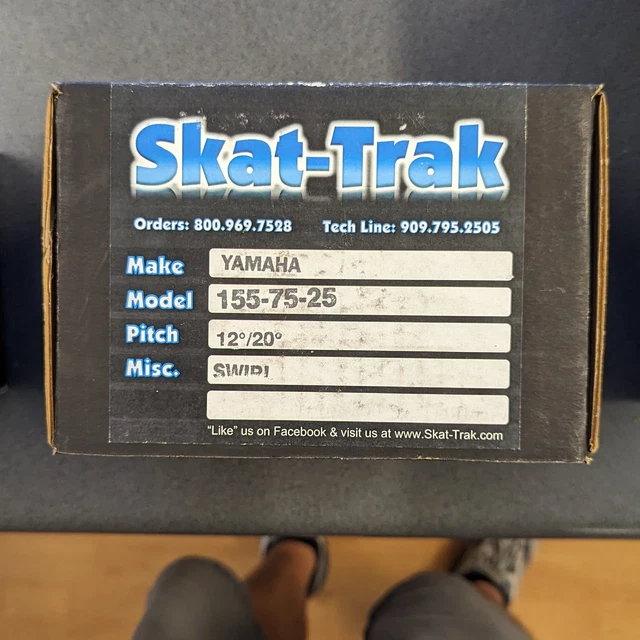 Skat-Trak
Orders: 800.969.7528 Tech Line: 909.795.2505
Make YAMAHA
Model 155-75-25
Pitch 12°/20°
Misc. SWIRL
"Like" us on Facebook & visit us at www.Skat-Trak.com